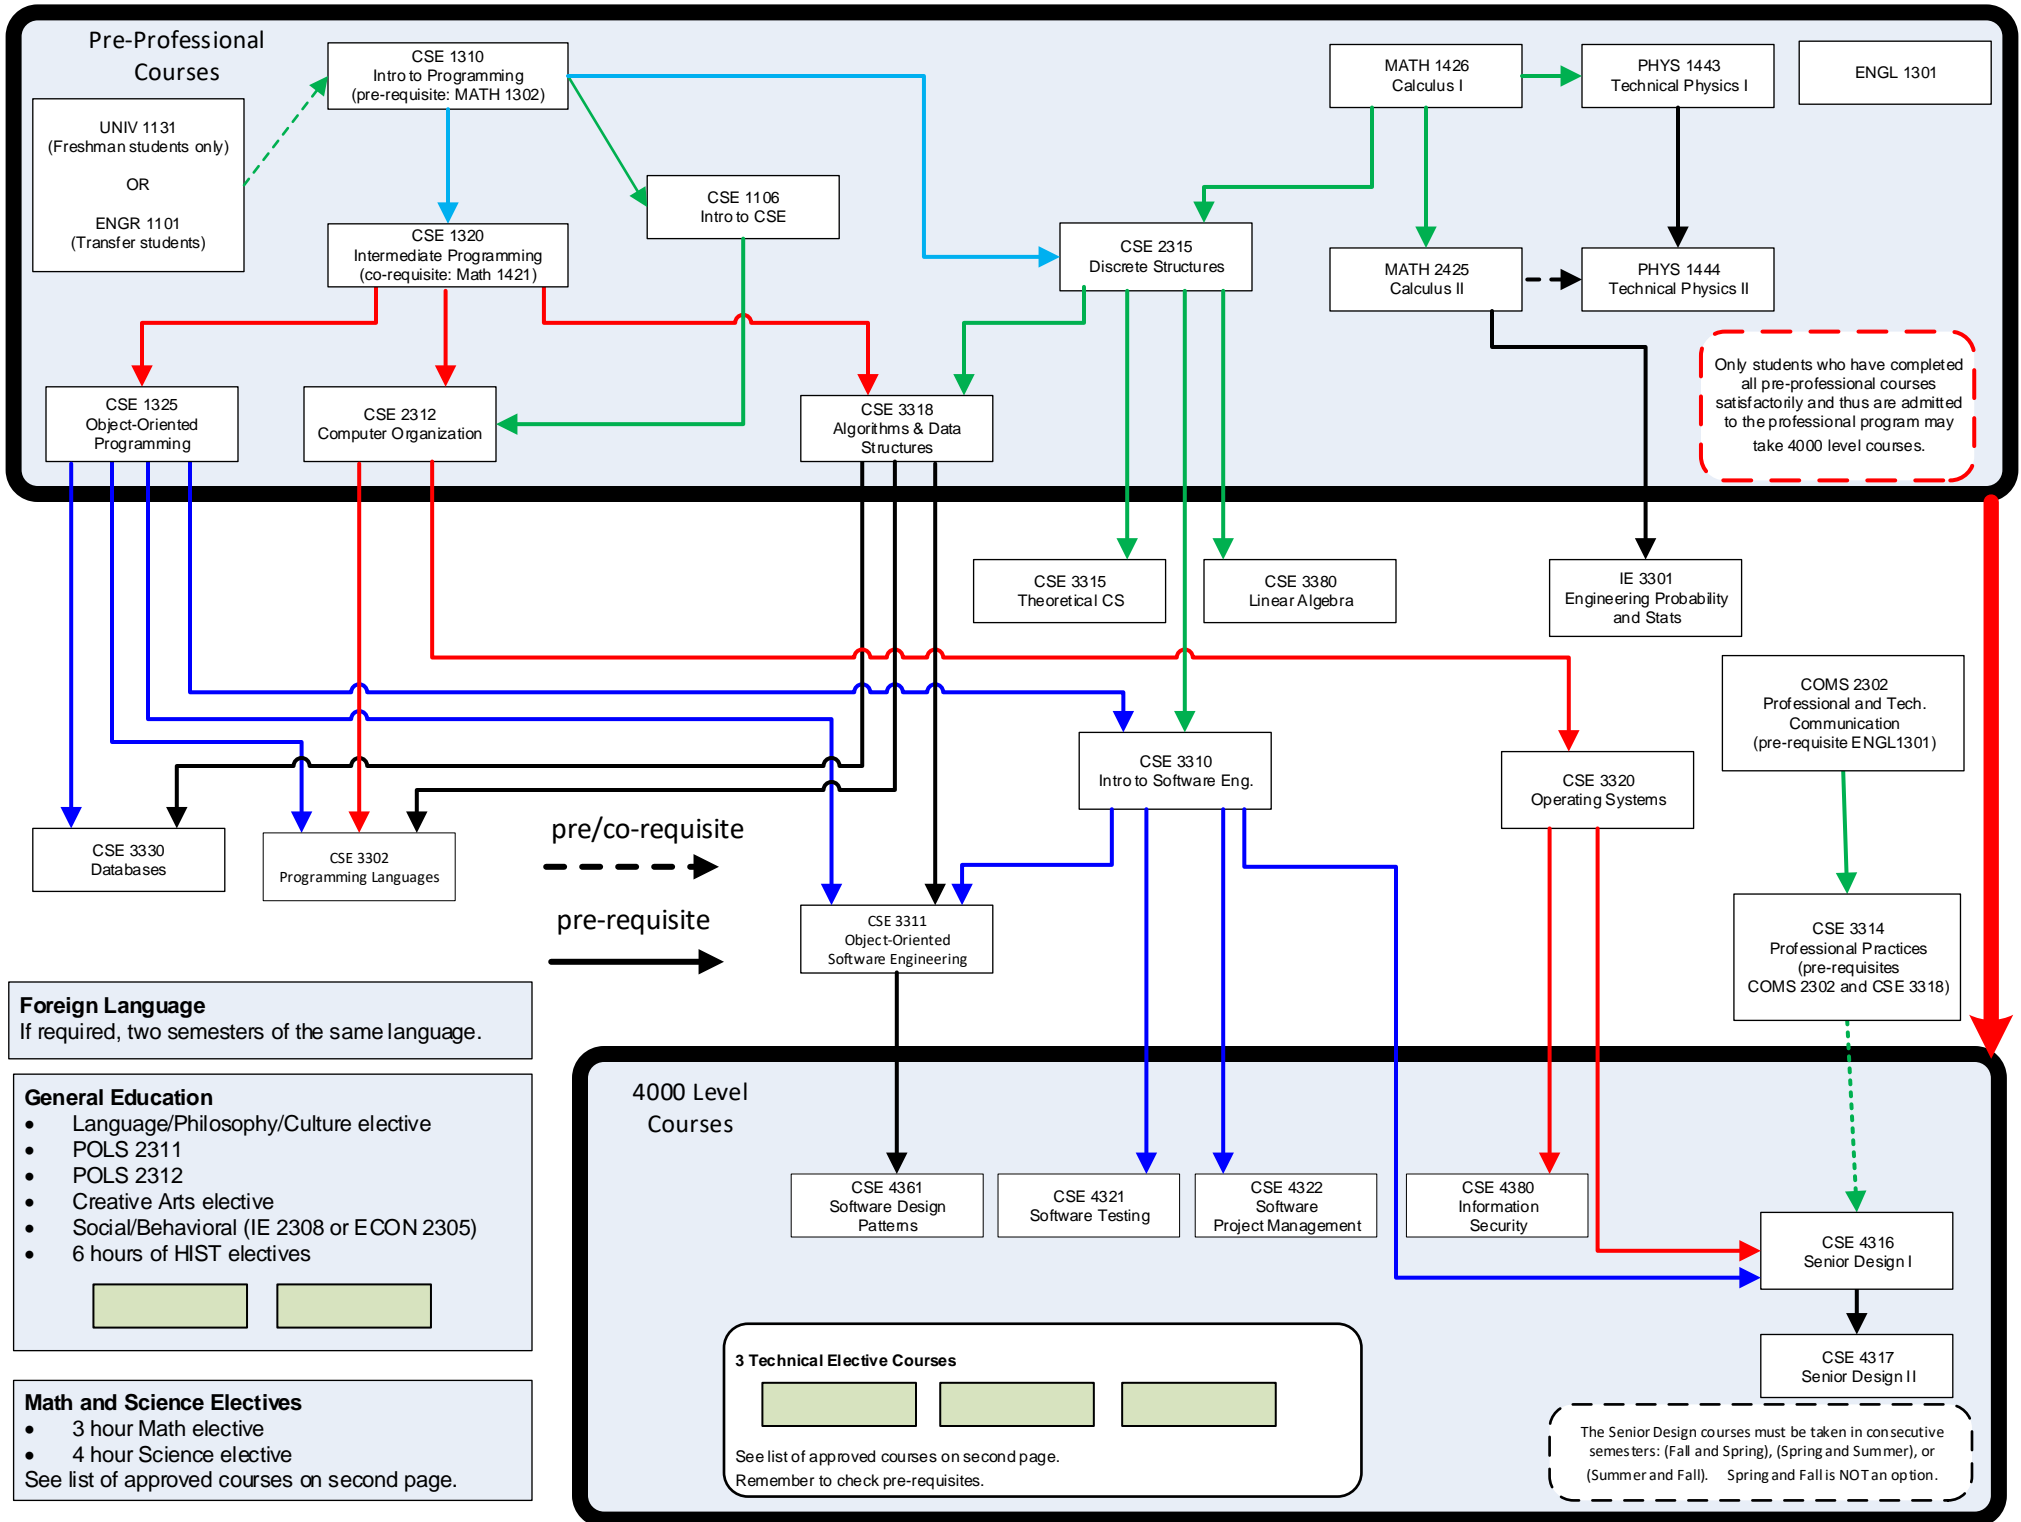 Pre-Professional
Courses
CSE 1310
Intro to Programming
(pre-requisite: MATH 1302)
MATH 1426
Calculus I
PHYS 1443
Technical Physics I
ENGL 1301
UNIV 1131
(Freshman students only)
OR
ENGR 1101
(Transfer students)
CSE 1106
Intro to CSE
CSE 1320
Intermediate Programming
(co-requisite: Math 1421)
CSE 2315
Discrete Structures
MATH 2425
Calculus II
PHYS 1444
Technical Physics II
Only students who have completed
all pre-professional courses
satisfactorily and thus are admitted
to the professional program may
take 4000 level courses.
CSE 1325
Object-Oriented
Programming
CSE 2312
Computer Organization
CSE 3318
Algorithms & Data
Structures
CSE 3315
Theoretical CS
CSE 3380
Linear Algebra
IE 3301
Engineering Probability
and Stats
COMS 2302
Professional and Tech.
Communication
(pre-requisite ENGL1301)
CSE 3310
Intro to Software Eng.
CSE 3320
Operating Systems
CSE 3330
Databases
CSE 3302
Programming Languages
pre/co-requisite
pre-requisite
CSE 3311
Object-Oriented
Software Engineering
CSE 3314
Professional Practices
(pre-requisites
COMS 2302 and CSE 3318)
Foreign Language
If required, two semesters of the same language.
General Education
• Language/Philosophy/Culture elective
• POLS 2311
• POLS 2312
• Creative Arts elective
• Social/Behavioral (IE 2308 or ECON 2305)
• 6 hours of HIST electives
Math and Science Electives
• 3 hour Math elective
• 4 hour Science elective
See list of approved courses on second page.
4000 Level
Courses
CSE 4361
Software Design
Patterns
CSE 4321
Software Testing
CSE 4322
Software
Project Management
CSE 4380
Information
Security
CSE 4316
Senior Design I
CSE 4317
Senior Design II
3 Technical Elective Courses
See list of approved courses on second page.
Remember to check pre-requisites.
The Senior Design courses must be taken in consecutive
semesters: (Fall and Spring), (Spring and Summer), or
(Summer and Fall). Spring and Fall is NOT an option.